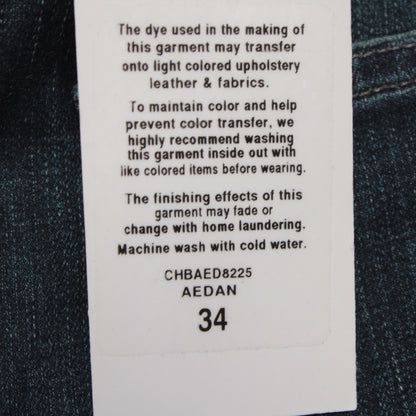 The dye used in the making of
this garment may transfer
onto light colored upholstery
leather & fabrics.
To maintain color and help
prevent color transfer, we
highly recommend washing
this garment inside out with
like colored items before wearing.
The finishing effects of this
garment may fade or
change with home laundering.
Machine wash with cold water.
CHBAED8225
AEDAN
34